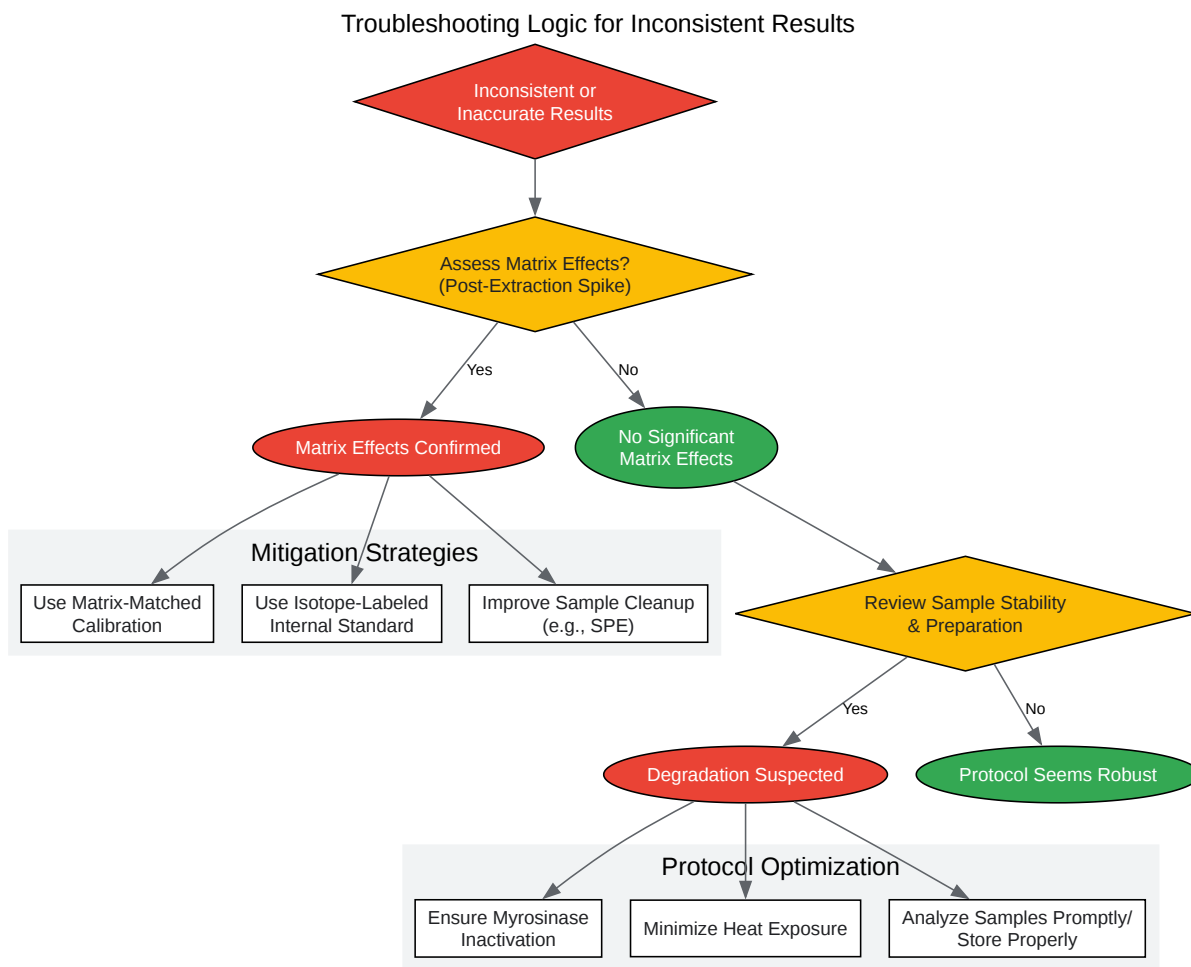 Troubleshooting Logic for Inconsistent Results
Inconsistent or
Inaccurate Results
Assess Matrix Effects?
(Post-Extraction Spike)
Yes
No
Matrix Effects Confirmed
No Significant
Matrix Effects
Mitigation Strategies
Use Matrix-Matched
Calibration
Use Isotope-Labeled
Internal Standard
Improve Sample Cleanup
(e.g., SPE)
Review Sample Stability
& Preparation
Yes
No
Degradation Suspected
Protocol Seems Robust
Protocol Optimization
Ensure Myrosinase
Inactivation
Minimize Heat Exposure
Analyze Samples Promptly/
Store Properly